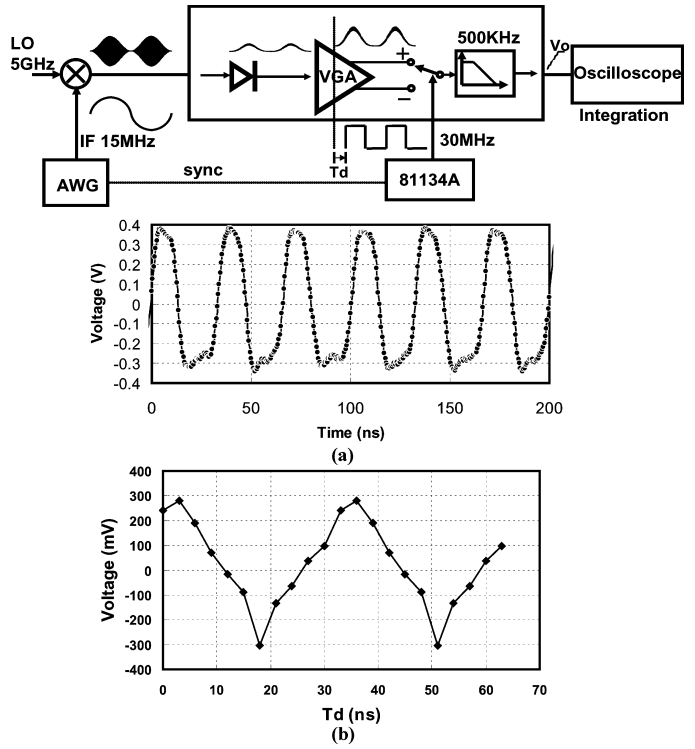 LO
5GHz
IF 15MHz
AWG
sync
VGA
+
−
Td
30MHz
81134A
500KHz
Vo
Oscilloscope
Integration
Voltage (V)
0.4
0.3
0.2
0.1
0
-0.1
-0.2
-0.3
-0.4
0 50 100 150 200
Time (ns)
(a)
Voltage (mV)
400
300
200
100
0
-100
-200
-300
-400
0 10 20 30 40 50 60 70
Td (ns)
(b)